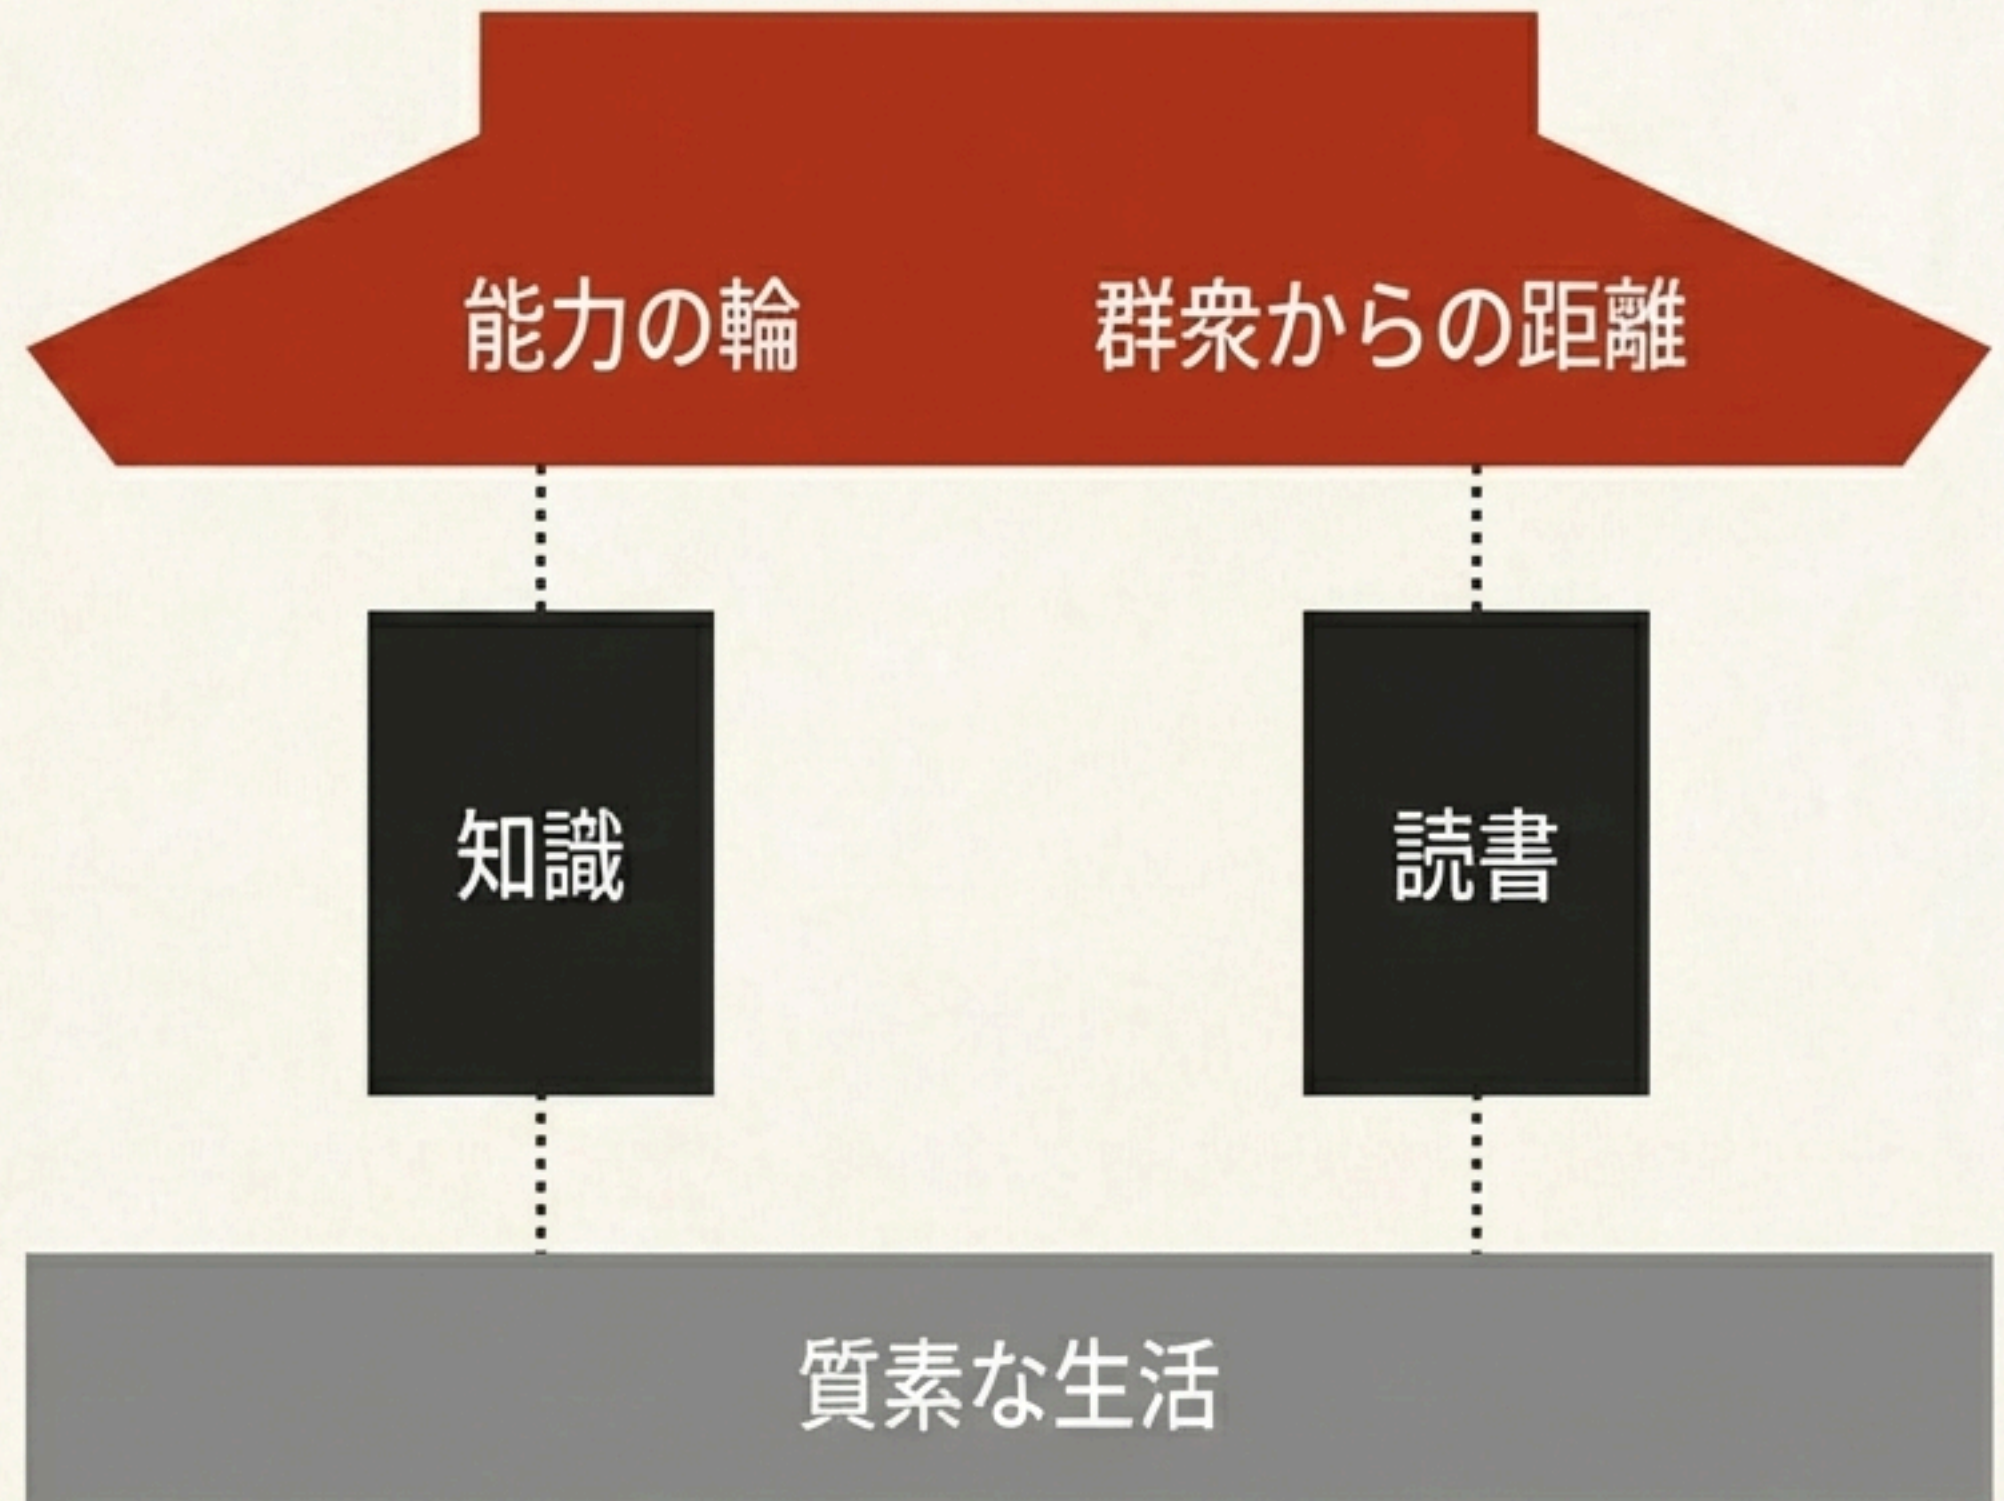 能力の輪
群衆からの距離
知識
読書
質素な生活